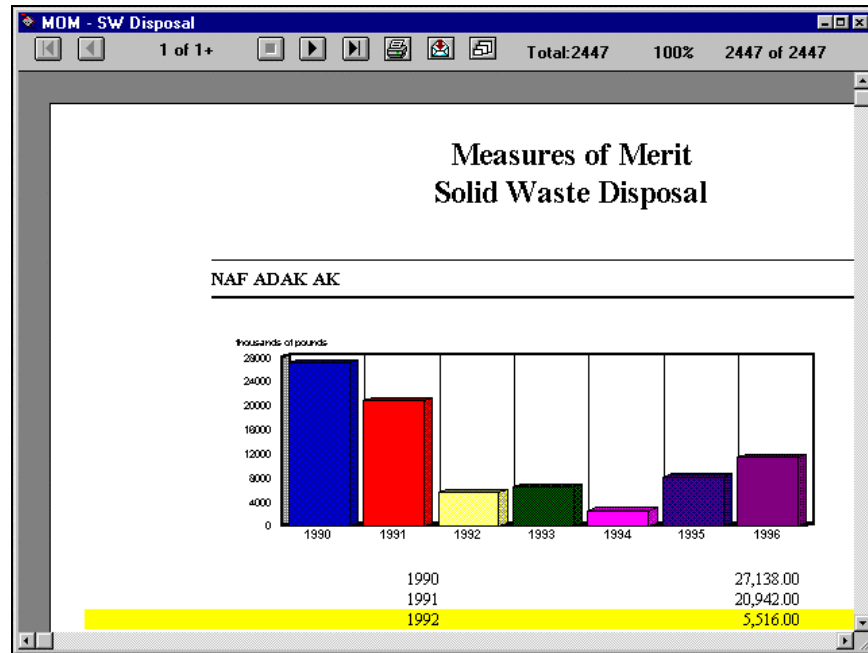 MOM - SW Disposal
1 of 1+ Total:2447 100% 2447 of 2447
Measures of Merit
Solid Waste Disposal
NAF ADAK AK
thousands of pounds
28000
24000
20000
16000
12000
8000
4000
0
1990 1991 1992 1993 1994 1995 1996
1990 27,138.00
1991 20,942.00
1992 5,516.00